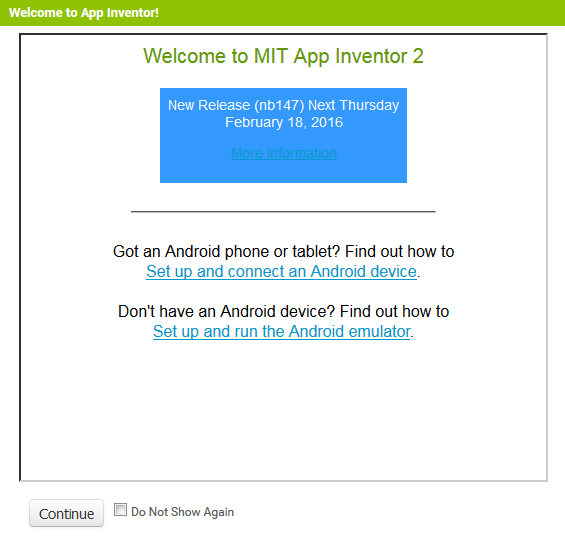 Welcome to App Inventor!
Welcome to MIT App Inventor 2
New Release (nb147) Next Thursday
February 18, 2016
More Information
Got an Android phone or tablet? Find out how to
Set up and connect an Android device.
Don't have an Android device? Find out how to
Set up and run the Android emulator.
Continue
Do Not Show Again